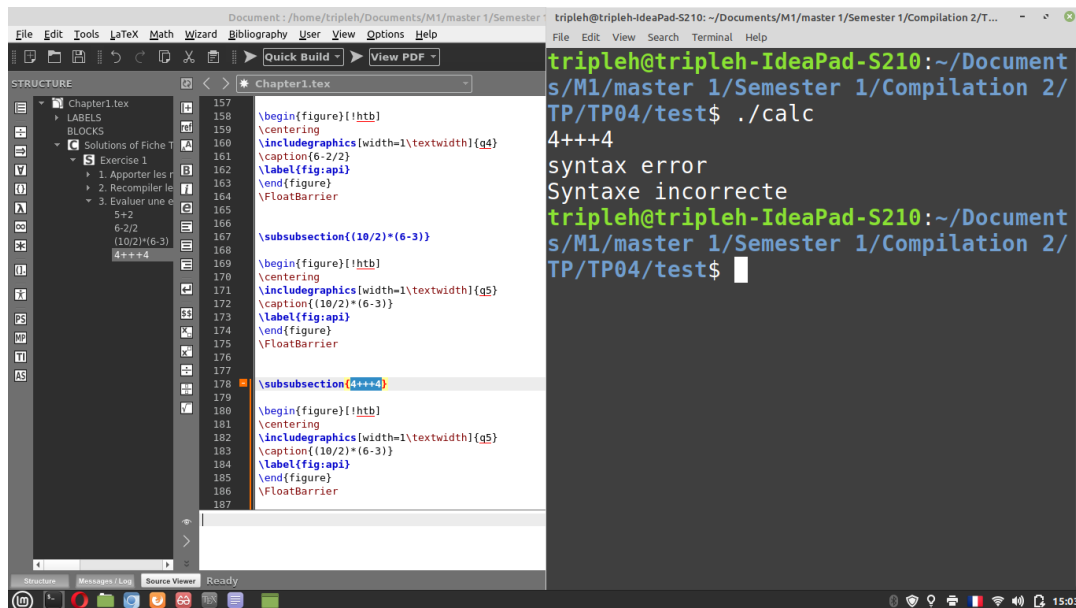 Document : /home/tripleh/Documents/M1/master 1/Semester 1
File Edit Tools LaTeX Math Wizard Bibliography User View Options Help
Quick Build View PDF
STRUCTURE
Chapter1.tex
LABELS
BLOCKS
Solutions of Fiche T
Exercise 1
1. Apporter les r
2. Recompiler le
3. Evaluer une e
5+2
6-2/2
(10/2)*(6-3)
4+++4
Chapter1.tex
157
158 \begin{figure}[!htb]
159 \centering
160 \includegraphics[width=1\textwidth]{q4}
161 \caption{6-2/2}
162 \label{fig:api}
163 \end{figure}
164 \FloatBarrier
165
166
167 \subsubsection{(10/2)*(6-3)}
168
169 \begin{figure}[!htb]
170 \centering
171 \includegraphics[width=1\textwidth]{q5}
172 \caption{(10/2)*(6-3)}
173 \label{fig:api}
174 \end{figure}
175 \FloatBarrier
176
177
178 \subsubsection{4+++4}
179
180 \begin{figure}[!htb]
181 \centering
182 \includegraphics[width=1\textwidth]{q5}
183 \caption{(10/2)*(6-3)}
184 \label{fig:api}
185 \end{figure}
186 \FloatBarrier
187
Structure Messages / Log Source Viewer Ready
tripleh@tripleh-IdeaPad-S210: ~/Documents/M1/master 1/Semester 1/Compilation 2/T...
File Edit View Search Terminal Help
tripleh@tripleh-IdeaPad-S210:~/Document
s/M1/master 1/Semester 1/Compilation 2/
TP/TP04/test$ ./calc
4+++4
syntax error
Syntaxe incorrecte
tripleh@tripleh-IdeaPad-S210:~/Document
s/M1/master 1/Semester 1/Compilation 2/
TP/TP04/test$